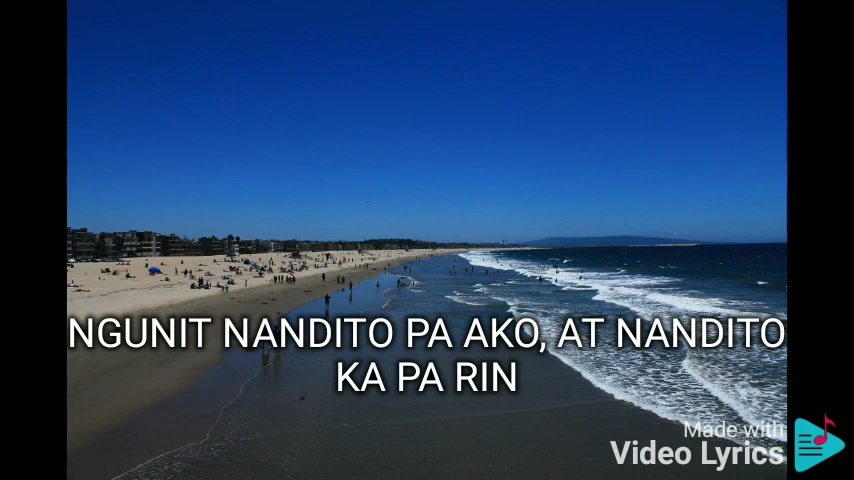 NGUNIT NANDITO PA AKO, AT NANDITO
KA PA RIN
Made with
Video Lyrics